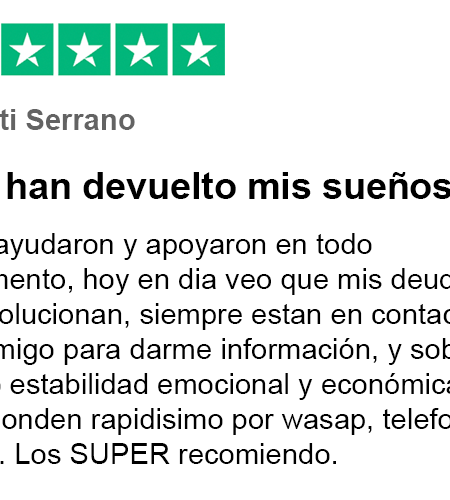 ti Serrano
han devuelto mis sueños
ayudaron y apoyaron en todo
mento, hoy en dia veo que mis deud
olucionan, siempre estan en contac
migo para darme información, y sob
o estabilidad emocional y económica
onden rapidisimo por wasap, telefo
. Los SUPER recomiendo.